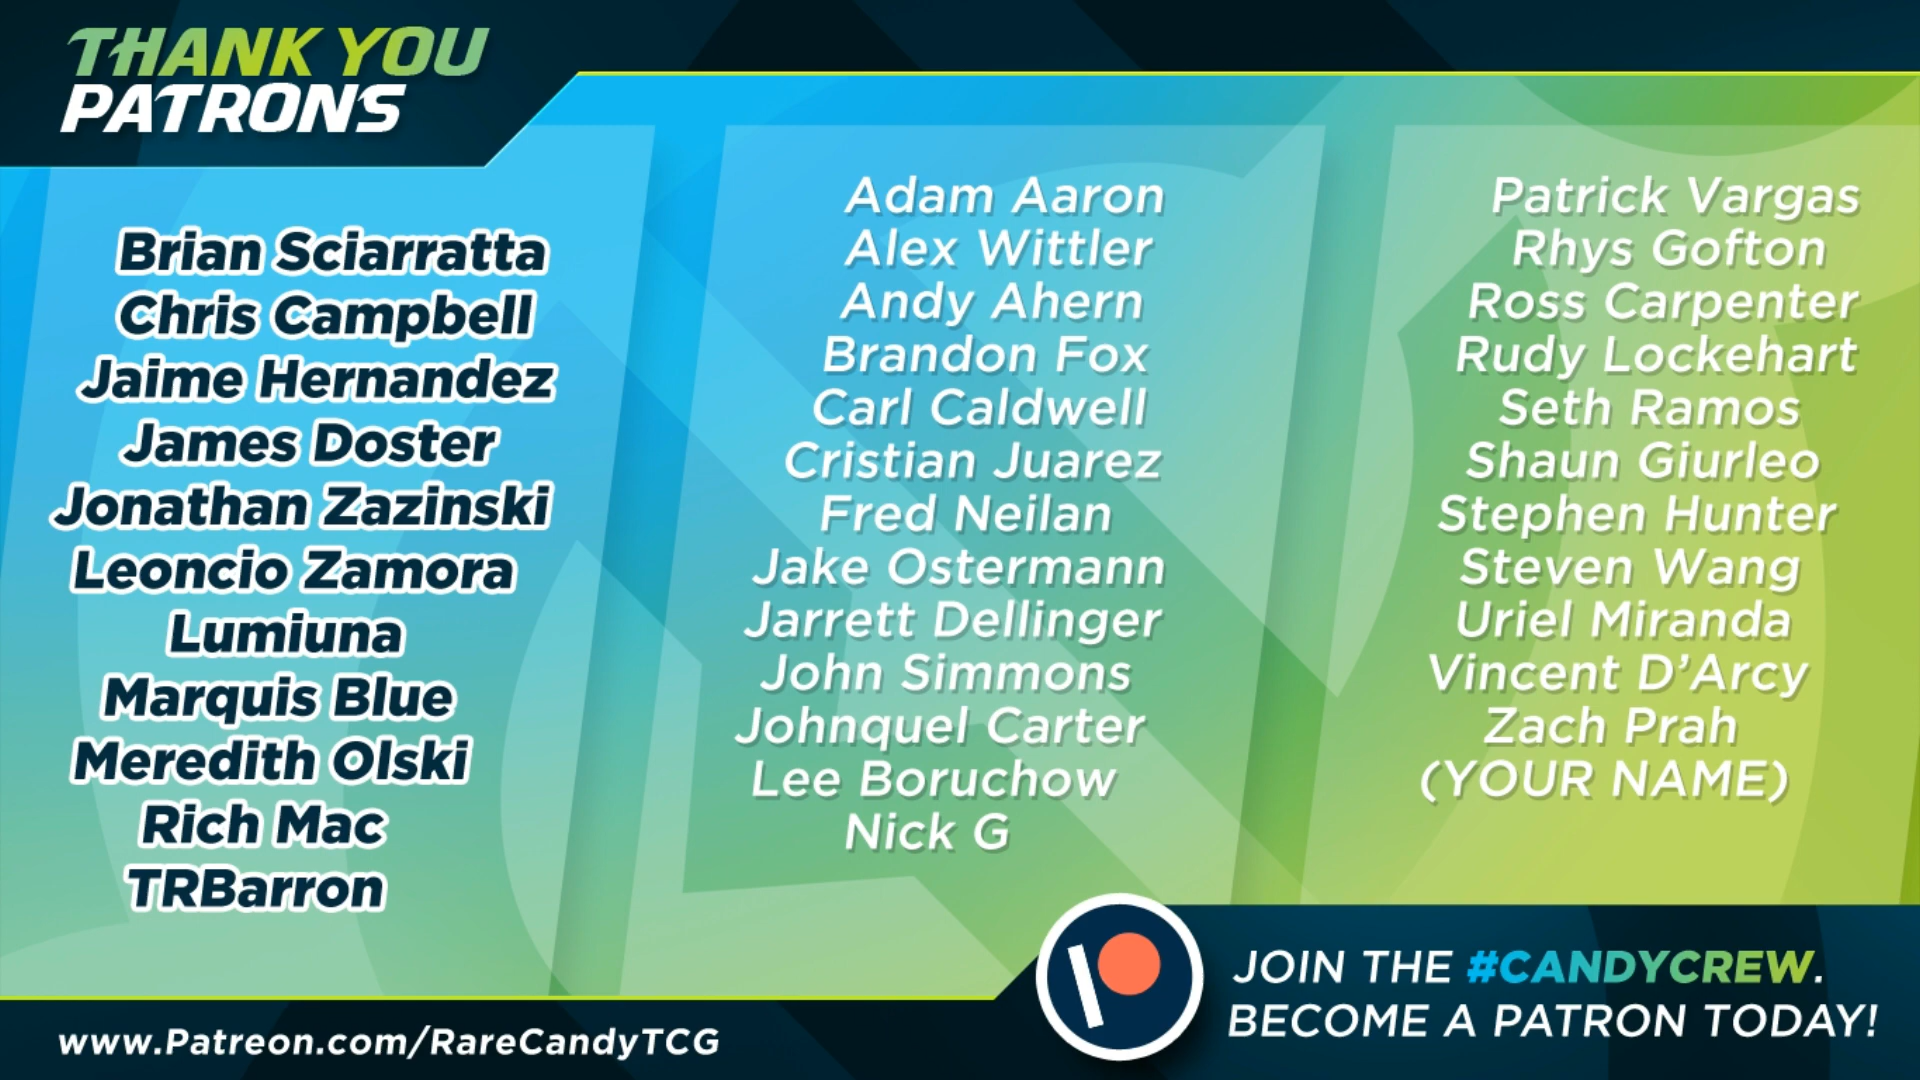 THANK YOU
PATRONS
Brian Sciarratta
Chris Campbell
Jaime Hernandez
James Doster
Jonathan Zazinski
Leoncio Zamora
Lumiuna
Marquis Blue
Meredith Olski
Rich Mac
TRBarron
Adam Aaron
Alex Wittler
Andy Ahern
Brandon Fox
Carl Caldwell
Cristian Juarez
Fred Neilan
Jake Ostermann
Jarrett Dellinger
John Simmons
Johnquel Carter
Lee Boruchow
Nick G
Patrick Vargas
Rhys Gofton
Ross Carpenter
Rudy Lockehart
Seth Ramos
Shaun Giurleo
Stephen Hunter
Steven Wang
Uriel Miranda
Vincent D’Arcy
Zach Prah
(YOUR NAME)
www.Patreon.com/RareCandyTCG
JOIN THE #CANDYCREW.
BECOME A PATRON TODAY!